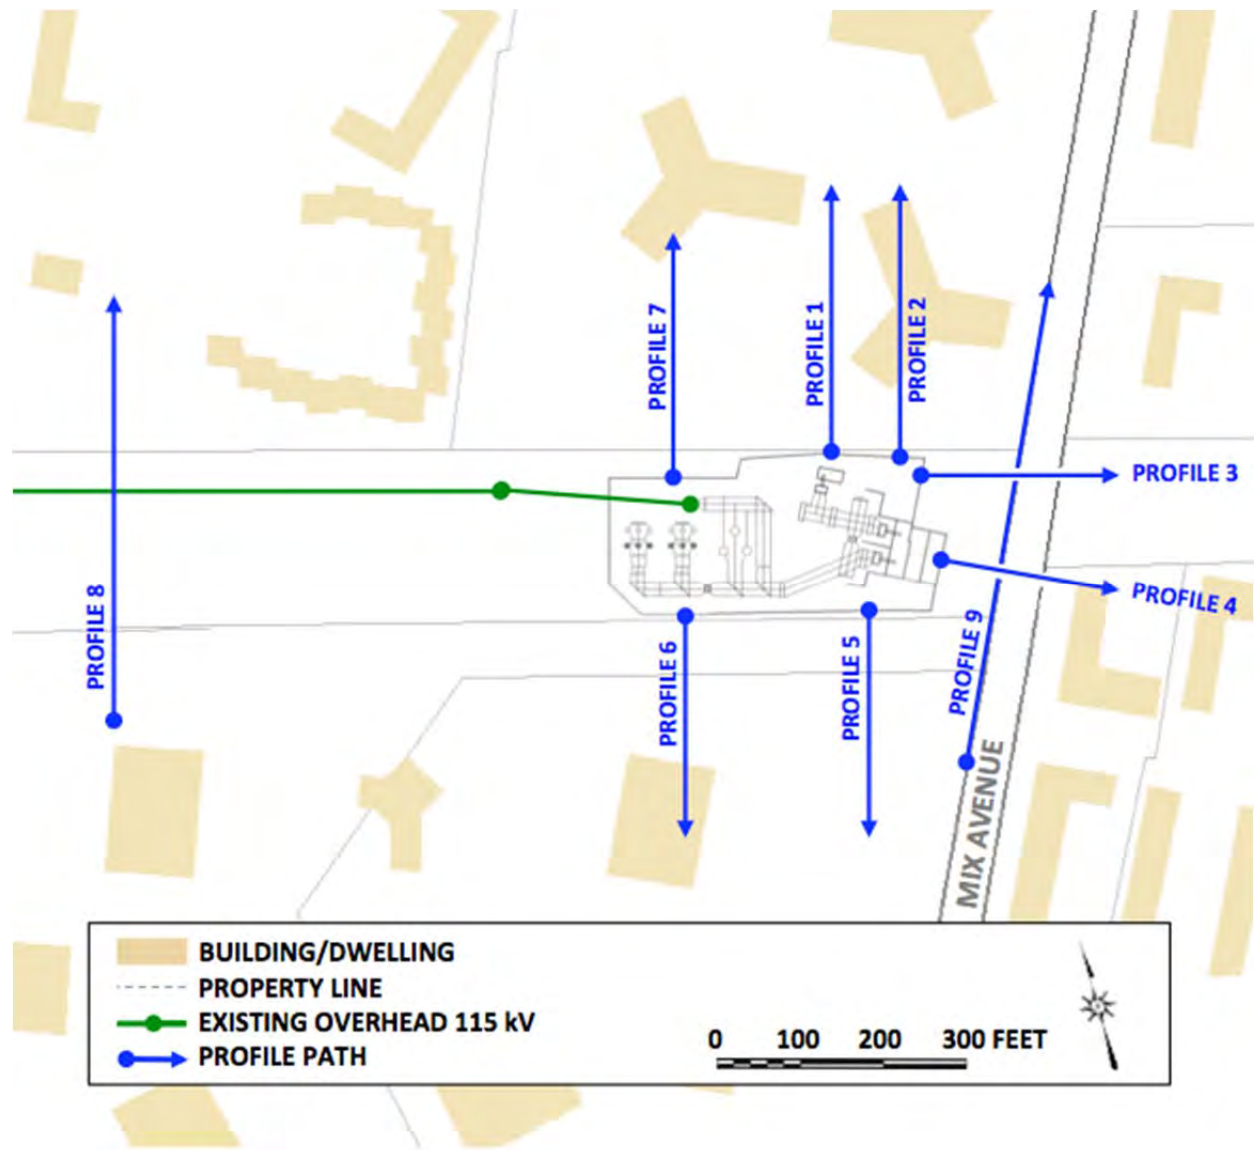 PROFILE 7
PROFILE 1
PROFILE 2
PROFILE 3
PROFILE 4
PROFILE 8
PROFILE 6
PROFILE 5
PROFILE 9
MIX AVENUE
BUILDING/DWELLING
PROPERTY LINE
EXISTING OVERHEAD 115 kV
PROFILE PATH
0 100 200 300 FEET